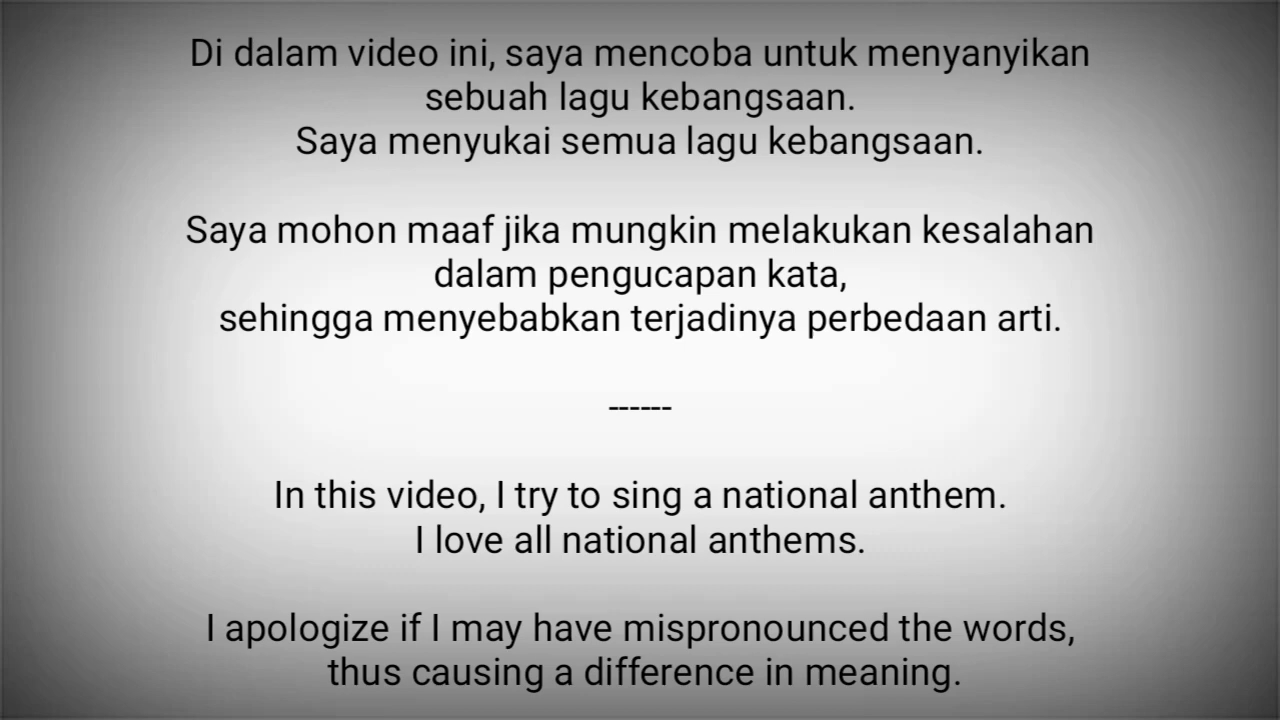 Di dalam video ini, saya mencoba untuk menyanyikan
sebuah lagu kebangsaan.
Saya menyukai semua lagu kebangsaan.
Saya mohon maaf jika mungkin melakukan kesalahan
dalam pengucapan kata,
sehingga menyebabkan terjadinya perbedaan arti.
------
In this video, I try to sing a national anthem.
I love all national anthems.
I apologize if I may have mispronounced the words,
thus causing a difference in meaning.